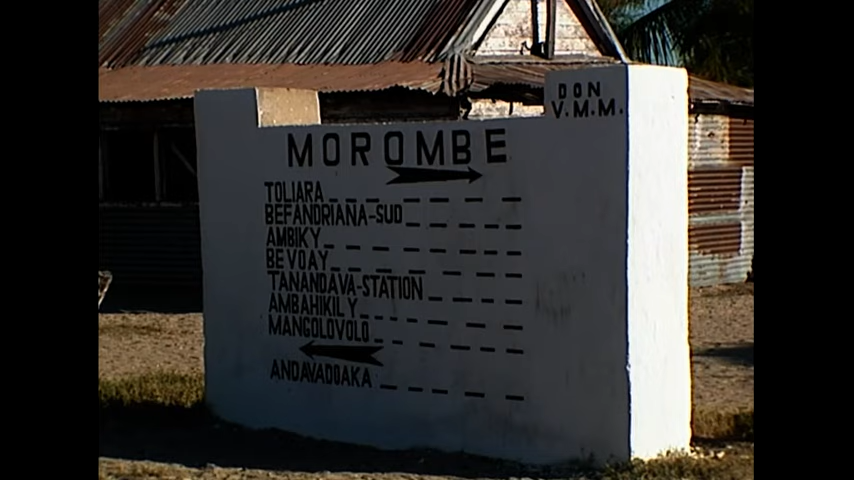 DON
V.M.M.
MOROMBE
TOLIARA
BEFANDRIANA-SUD
AMBIKY
BEVOAY
TANANDAVA-STATION
AMBAHIKILY
MANGOLOVOLO
ANDAVADOAKA